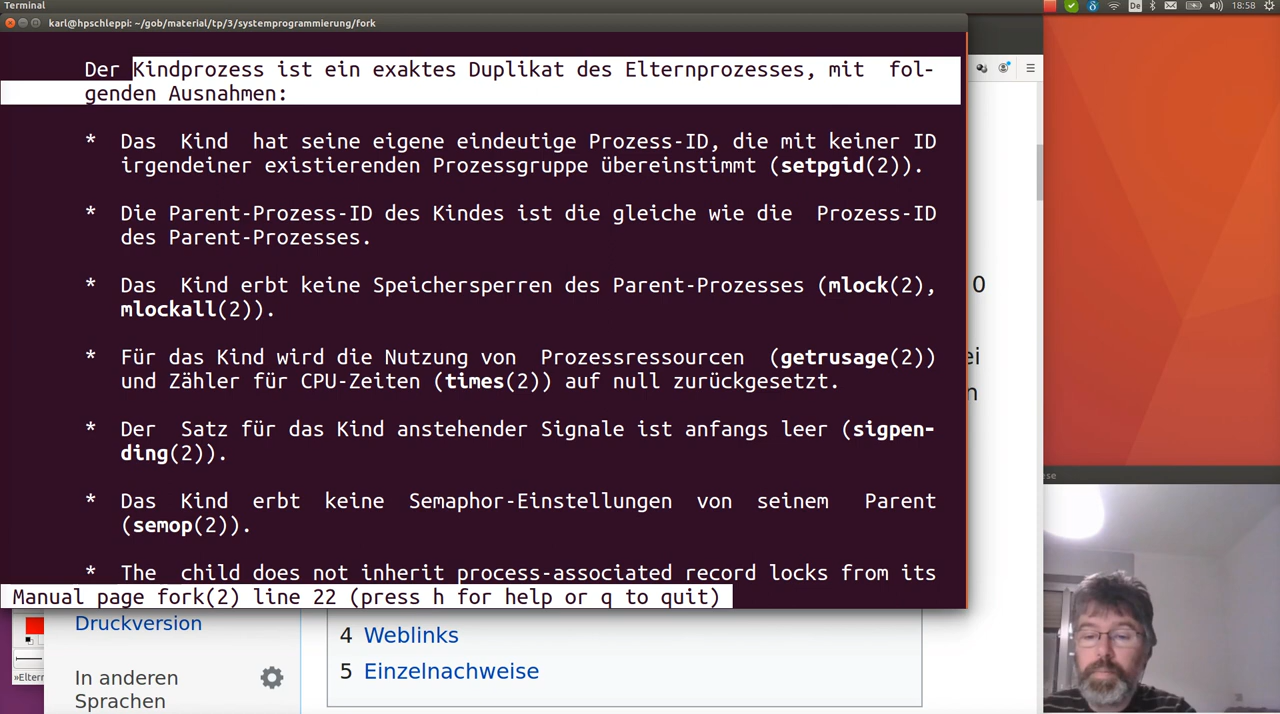 Terminal
De
18:58
karl@hpschleppi: ~/gob/material/tp/3/systemprogrammierung/fork
Der Kindprozess ist ein exaktes Duplikat des Elternprozesses, mit fol-
genden Ausnahmen:
* Das Kind hat seine eigene eindeutige Prozess-ID, die mit keiner ID
irgendeiner existierenden Prozessgruppe übereinstimmt (setpgid(2)).
* Die Parent-Prozess-ID des Kindes ist die gleiche wie die Prozess-ID
des Parent-Prozesses.
* Das Kind erbt keine Speichersperren des Parent-Prozesses (mlock(2),
mlockall(2)).
* Für das Kind wird die Nutzung von Prozessressourcen (getrusage(2))
und Zähler für CPU-Zeiten (times(2)) auf null zurückgesetzt.
* Der Satz für das Kind anstehender Signale ist anfangs leer (sigpen-
ding(2)).
* Das Kind erbt keine Semaphor-Einstellungen von seinem Parent
(semop(2)).
* The child does not inherit process-associated record locks from its
Manual page fork(2) line 22 (press h for help or q to quit)
0
ei
n
ese
Druckversion
In anderen
Sprachen
4 Weblinks
5 Einzelnachweise
»Eltern